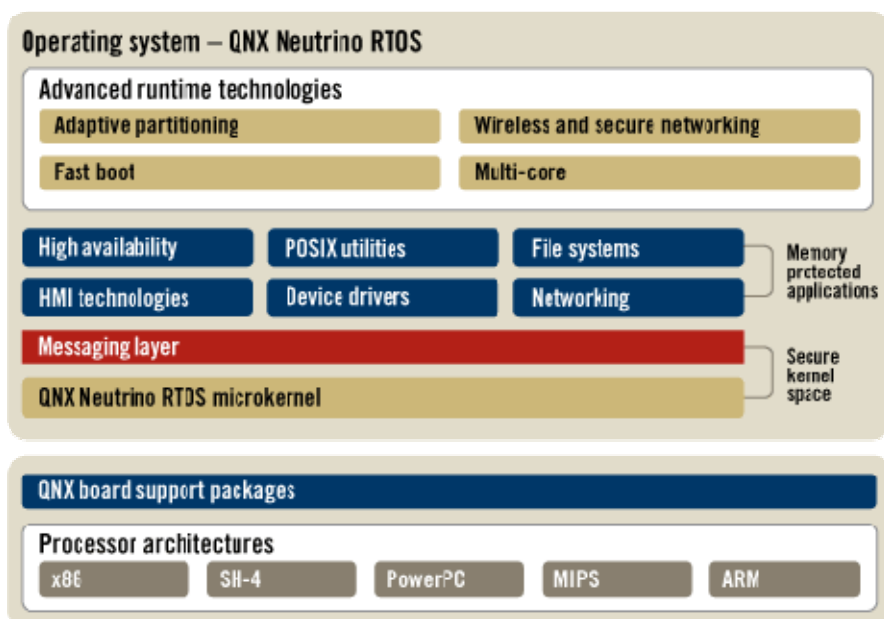 Operating system – QNX Neutrino RTOS
Advanced runtime technologies
Adaptive partitioning
Wireless and secure networking
Fast boot
Multi-core
High availability
POSIX utilities
File systems
HMI technologies
Device drivers
Networking
Memory
protected
applications
Messaging layer
QNX Neutrino RTOS microkernel
Secure
kernel
space
QNX board support packages
Processor architectures
x86
SH-4
PowerPC
MIPS
ARM